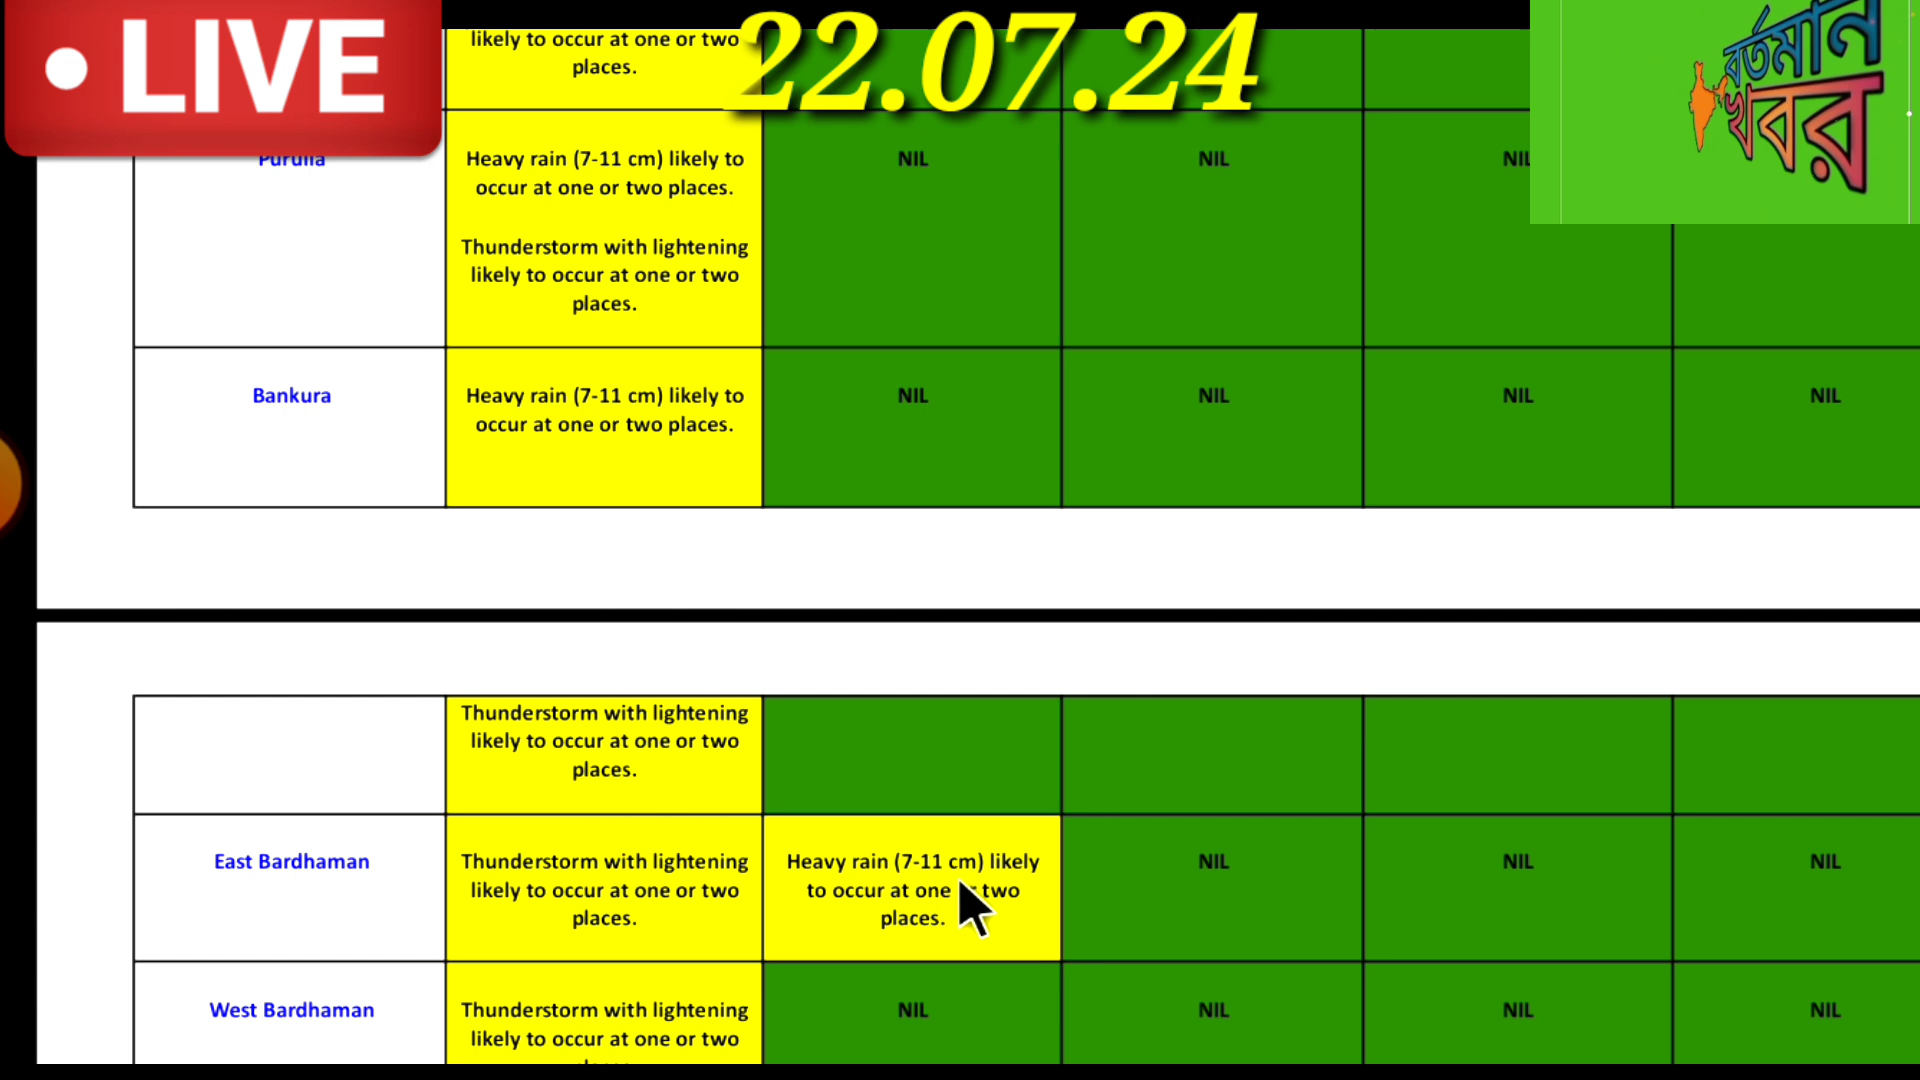 LIVE
22.07.24
বর্তমান
খবর
likely to occur at one or two
places.
Purulia
Heavy rain (7-11 cm) likely to
occur at one or two places.
Thunderstorm with lightening
likely to occur at one or two
places.
NIL
NIL
NIL
Bankura
Heavy rain (7-11 cm) likely to
occur at one or two places.
NIL
NIL
NIL
NIL
Thunderstorm with lightening
likely to occur at one or two
places.
East Bardhaman
Thunderstorm with lightening
likely to occur at one or two
places.
Heavy rain (7-11 cm) likely
to occur at one or two
places.
NIL
NIL
NIL
West Bardhaman
Thunderstorm with lightening
likely to occur at one or two
NIL
NIL
NIL
NIL